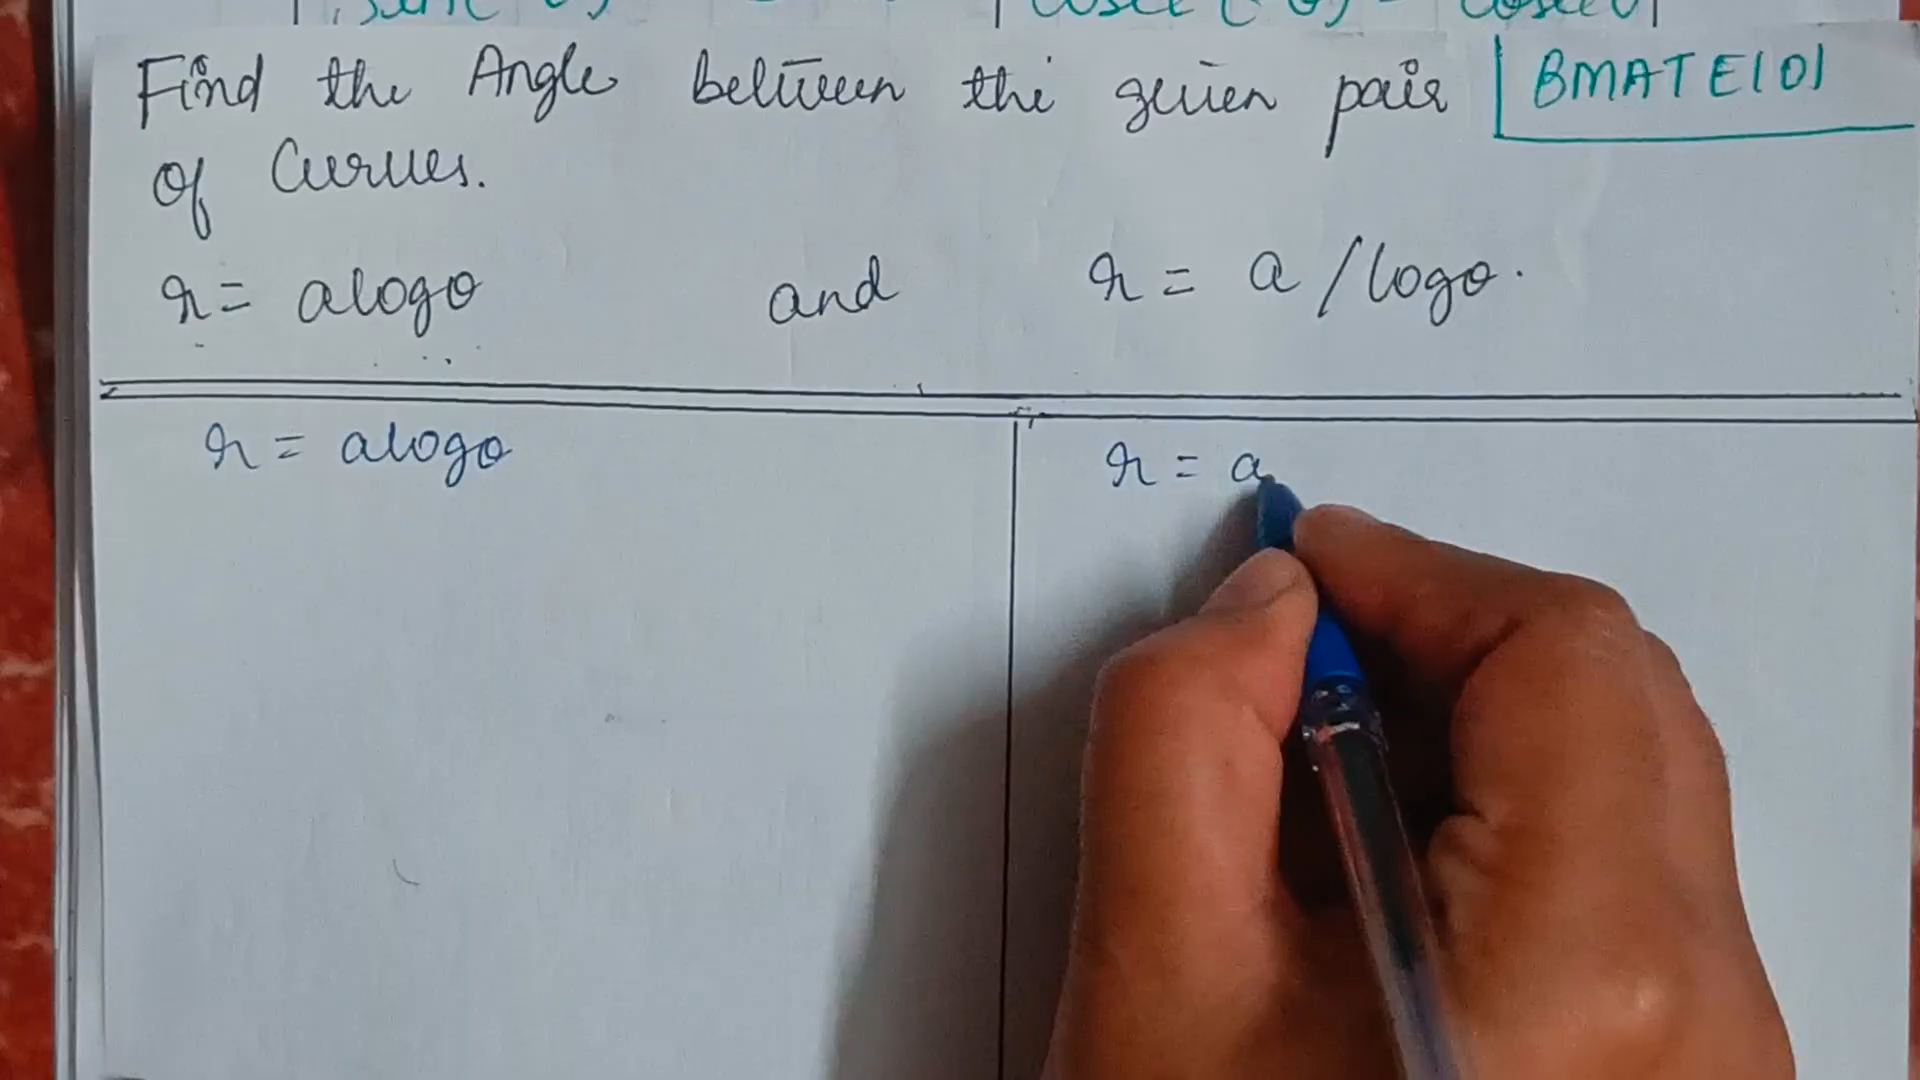 Find the Angle between the given pair
BMATE101
of Curves.
r = alogθ and r = a / logθ.
r = alogθ
r = a